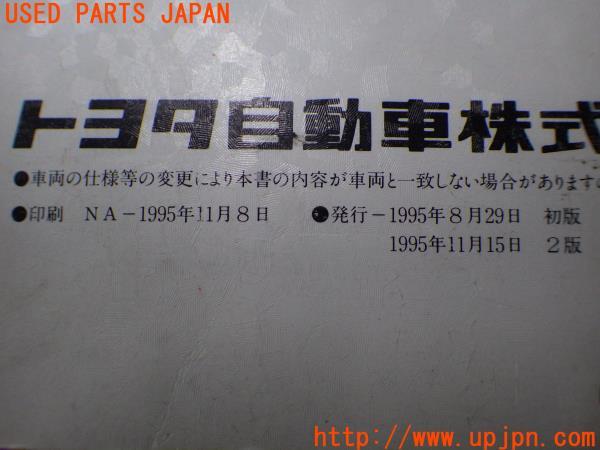 USED PARTS JAPAN
トヨタ自動車株式
●車両の仕様等の変更により本書の内容が車両と一致しない場合がありますの
●印刷 NA−1995年11月8日 ●発行−1995年8月29日 初版
1995年11月15日 2版
http://www.upjpn.com